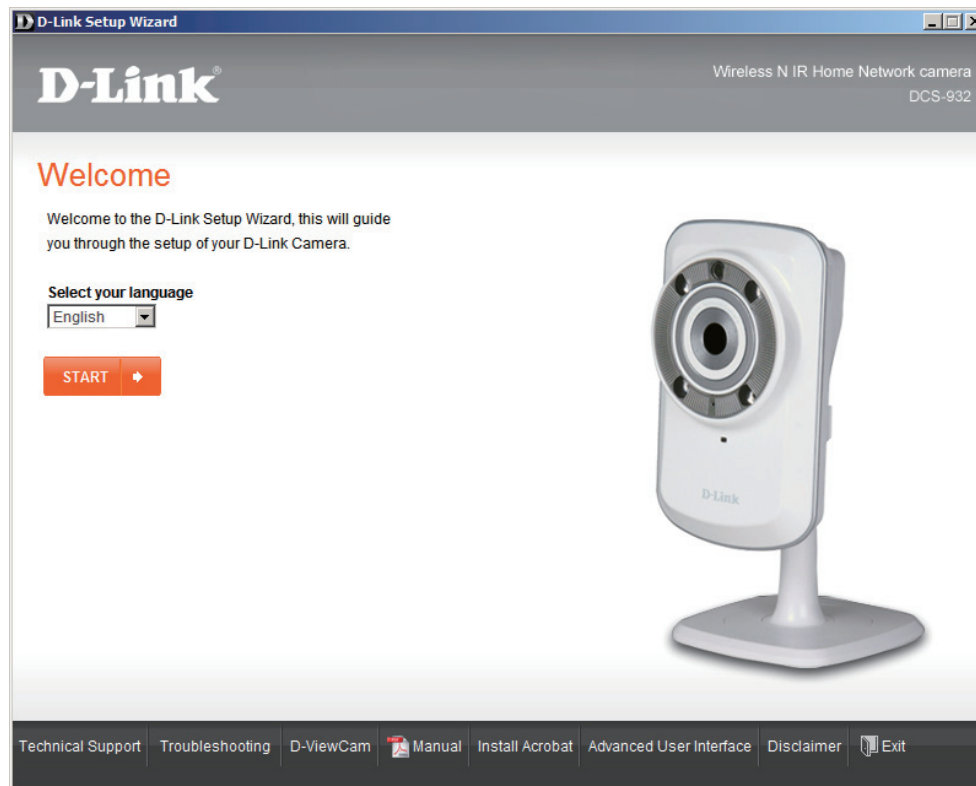 D-Link Setup Wizard
D-Link®
Wireless N IR Home Network camera
DCS-932
Welcome
Welcome to the D-Link Setup Wizard, this will guide
you through the setup of your D-Link Camera.
Select your language
English
START
D-Link
Technical Support Troubleshooting D-ViewCam Manual Install Acrobat Advanced User Interface Disclaimer Exit